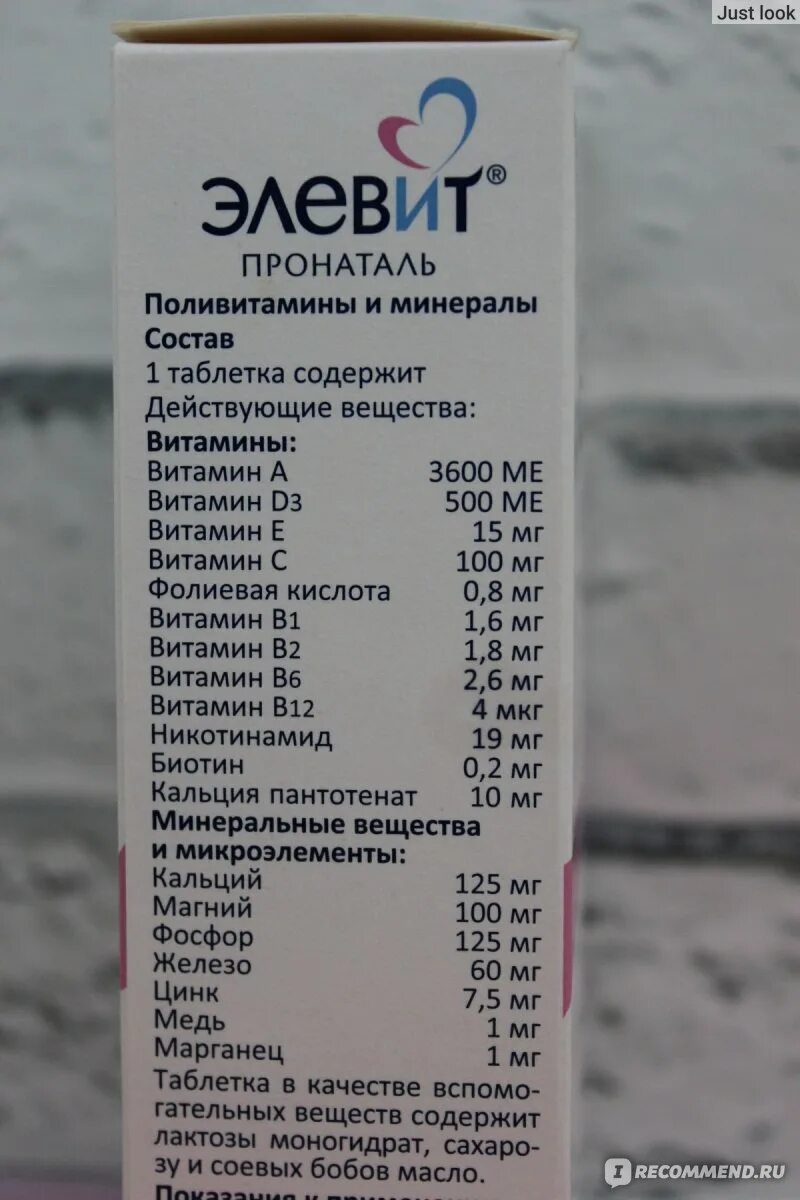 Just look
ЭЛЕВИТ®
ПРОНАТАЛЬ
Поливитамины и минералы
Состав
1 таблетка содержит
Действующие вещества:
Витамины:
Витамин А 3600 МЕ
Витамин D3 500 МЕ
Витамин Е 15 мг
Витамин С 100 мг
Фолиевая кислота 0,8 мг
Витамин В1 1,6 мг
Витамин В2 1,8 мг
Витамин В6 2,6 мг
Витамин В12 4 мкг
Никотинамид 19 мг
Биотин 0,2 мг
Кальция пантотенат 10 мг
Минеральные вещества
и микроэлементы:
Кальций 125 мг
Магний 100 мг
Фосфор 125 мг
Железо 60 мг
Цинк 7,5 мг
Медь 1 мг
Марганец 1 мг
Таблетка в качестве вспомо-
гательных веществ содержит
лактозы моногидрат, сахаро-
зу и соевых бобов масло.
Показания к
IRECOMMEND.RU